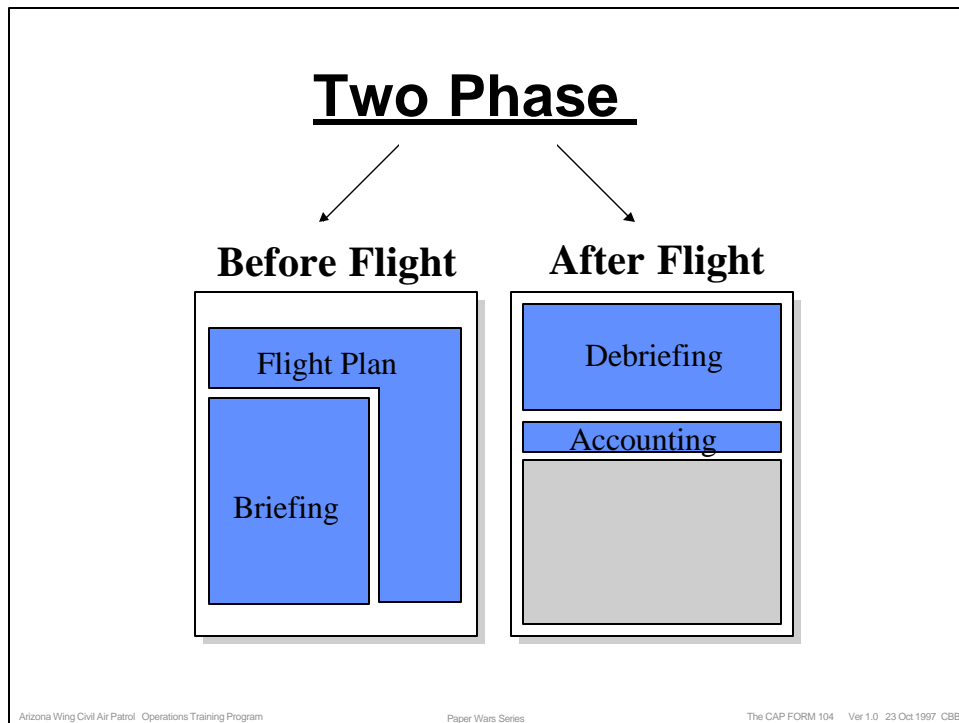 Two Phase
Before Flight
After Flight
Flight Plan
Briefing
Debriefing
Accounting
Arizona Wing Civil Air Patrol Operations Training Program
Paper Wars Series
The CAP FORM 104 Ver 1.0 23 Oct 1997 CBB